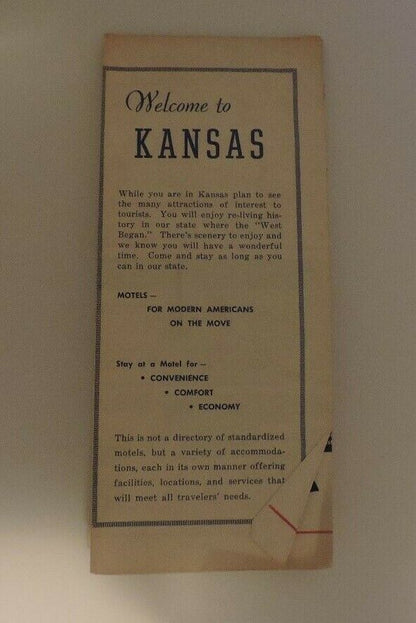 Welcome to
KANSAS
While you are in Kansas plan to see
the many attractions of interest to
tourists. You will enjoy re-living his-
tory in our state where the "West
Began." There's scenery to enjoy and
we know you will have a wonderful
time. Come and stay as long as you
can in our state.
MOTELS —
FOR MODERN AMERICANS
ON THE MOVE
Stay at a Motel for —
• CONVENIENCE
• COMFORT
• ECONOMY
This is not a directory of standardized
motels, but a variety of accommoda-
tions, each in its own manner offering
facilities, locations, and services that
will meet all travelers' needs.